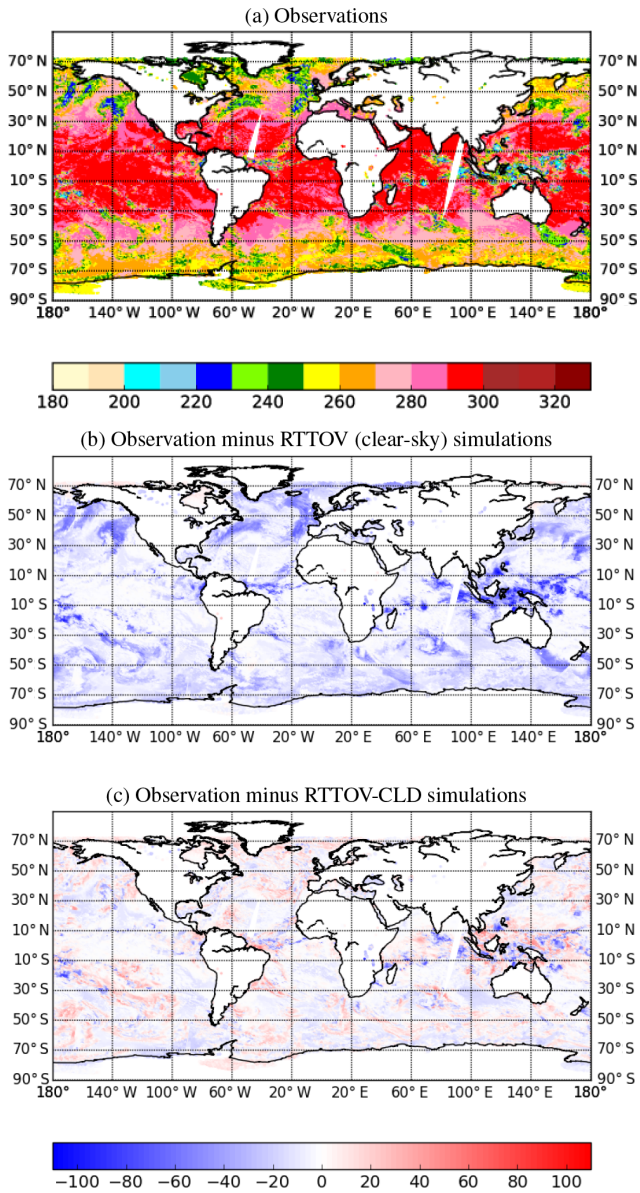 (a) Observations
70° N 70° N
50° N 50° N
30° N 30° N
10° N 10° N
10° S 10° S
30° S 30° S
50° S 50° S
70° S 70° S
90° S 90° S
180° 140° W 100° W 60° W 20° W 20° E 60° E 100° E 140° E 180°
180 200 220 240 260 280 300 320
(b) Observation minus RTTOV (clear-sky) simulations
70° N 70° N
50° N 50° N
30° N 30° N
10° N 10° N
10° S 10° S
30° S 30° S
50° S 50° S
70° S 70° S
90° S 90° S
180° 140° W 100° W 60° W 20° W 20° E 60° E 100° E 140° E 180°
(c) Observation minus RTTOV-CLD simulations
70° N 70° N
50° N 50° N
30° N 30° N
10° N 10° N
10° S 10° S
30° S 30° S
50° S 50° S
70° S 70° S
90° S 90° S
180° 140° W 100° W 60° W 20° W 20° E 60° E 100° E 140° E 180°
−100 −80 −60 −40 −20 0 20 40 60 80 100